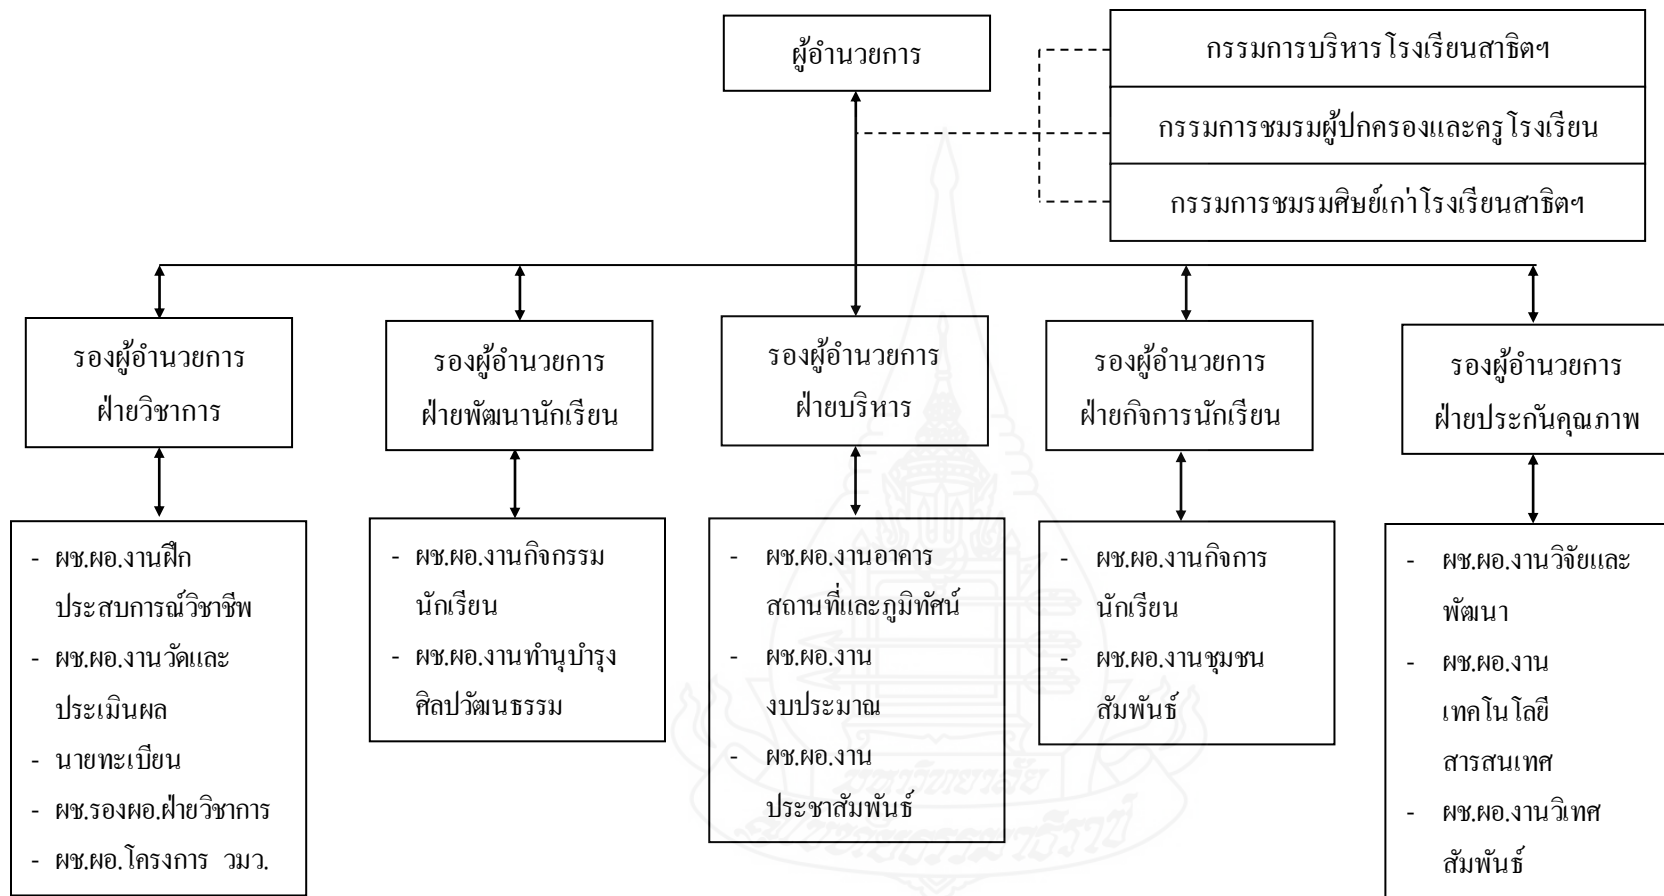 ผู้อำนวยการ
กรรมการบริหารโรงเรียนสาธิตฯ
กรรมการชมรมผู้ปกครองและครูโรงเรียน
กรรมการชมรมศิษย์เก่าโรงเรียนสาธิตฯ
รองผู้อำนวยการ
ฝ่ายวิชาการ
รองผู้อำนวยการ
ฝ่ายพัฒนานักเรียน
รองผู้อำนวยการ
ฝ่ายบริหาร
รองผู้อำนวยการ
ฝ่ายกิจการนักเรียน
รองผู้อำนวยการ
ฝ่ายประกันคุณภาพ
- ผช.ผอ.งานฝึก
ประสบการณ์วิชาชีพ
- ผช.ผอ.งานวัดและ
ประเมินผล
- นายทะเบียน
- ผช.รองผอ.ฝ่ายวิชาการ
- ผช.ผอ.โครงการ วมว.
- ผช.ผอ.งานกิจกรรม
นักเรียน
- ผช.ผอ.งานทำนุบำรุง
ศิลปวัฒนธรรม
- ผช.ผอ.งานอาคาร
สถานที่และภูมิทัศน์
- ผช.ผอ.งาน
งบประมาณ
- ผช.ผอ.งาน
ประชาสัมพันธ์
- ผช.ผอ.งานกิจการ
นักเรียน
- ผช.ผอ.งานชุมชน
สัมพันธ์
- ผช.ผอ.งานวิจัยและ
พัฒนา
- ผช.ผอ.งาน
เทคโนโลยี
สารสนเทศ
- ผช.ผอ.งานวิเทศ
สัมพันธ์
มหาวิทยาลัย
สุโขทัยธรรมาธิราช